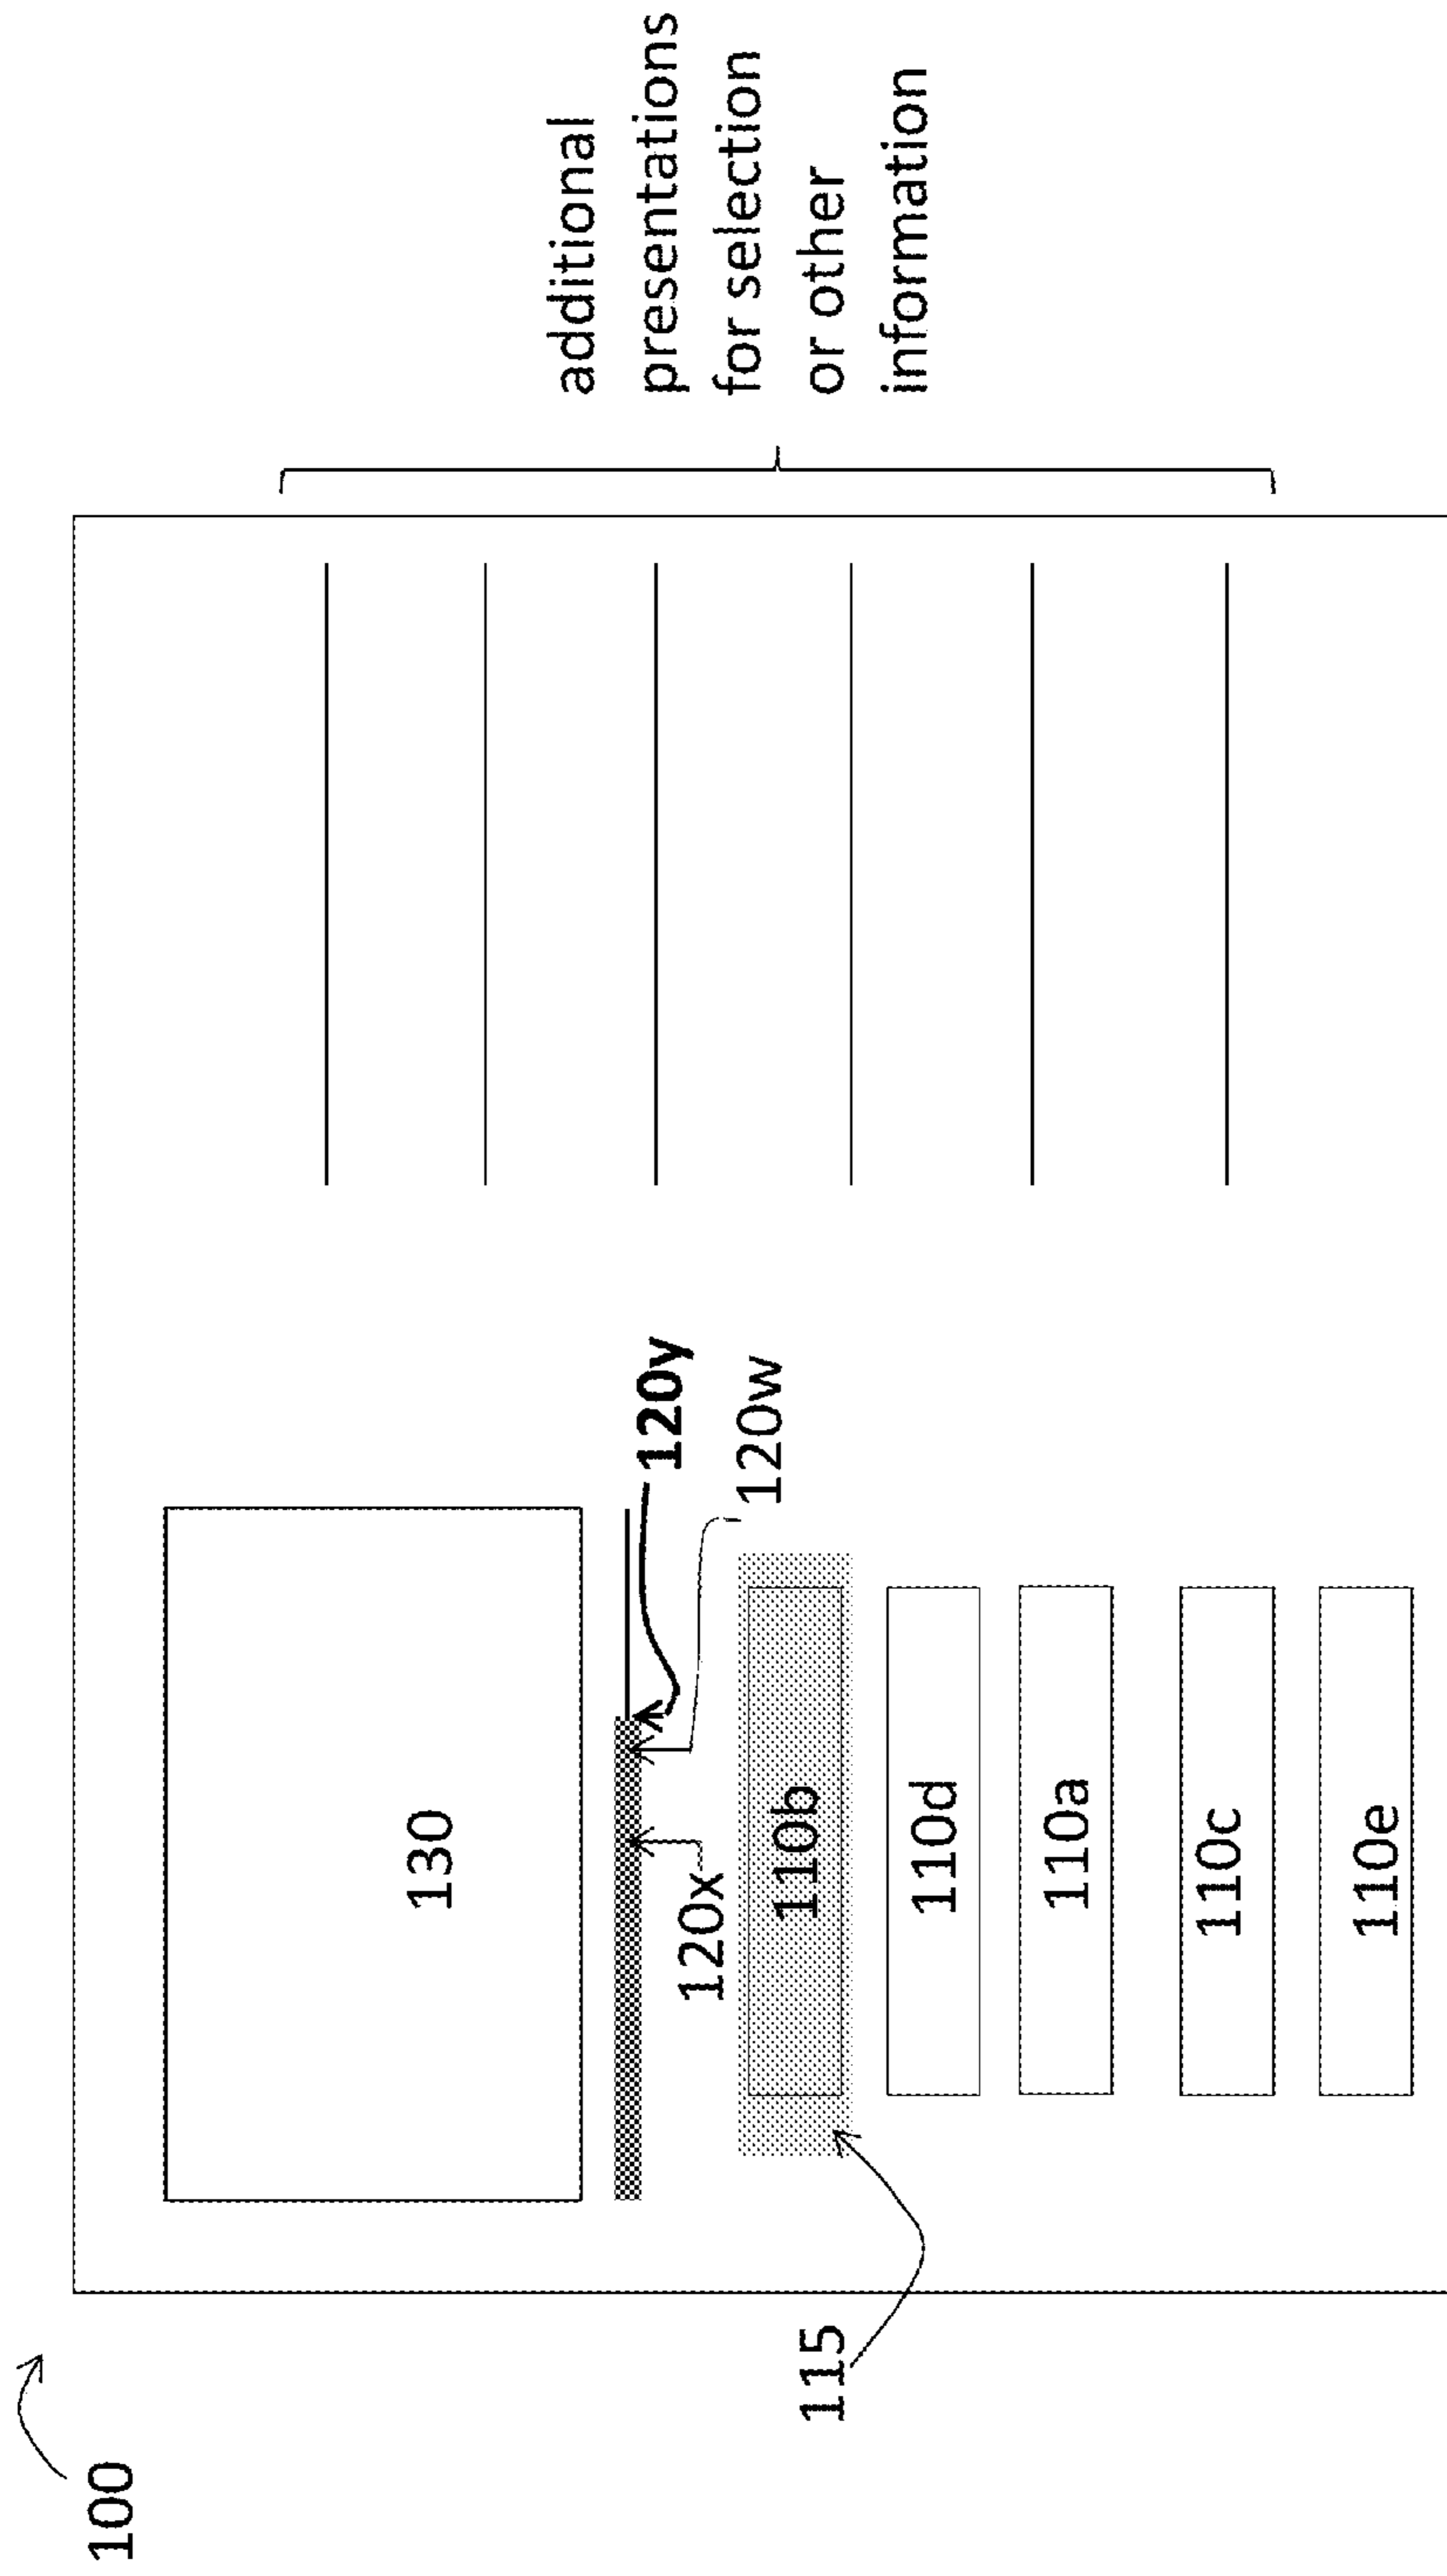 100
130
120y
120w
120x
110b
115
110d
110a
110c
110e
additional
presentations
for selection
or other
information